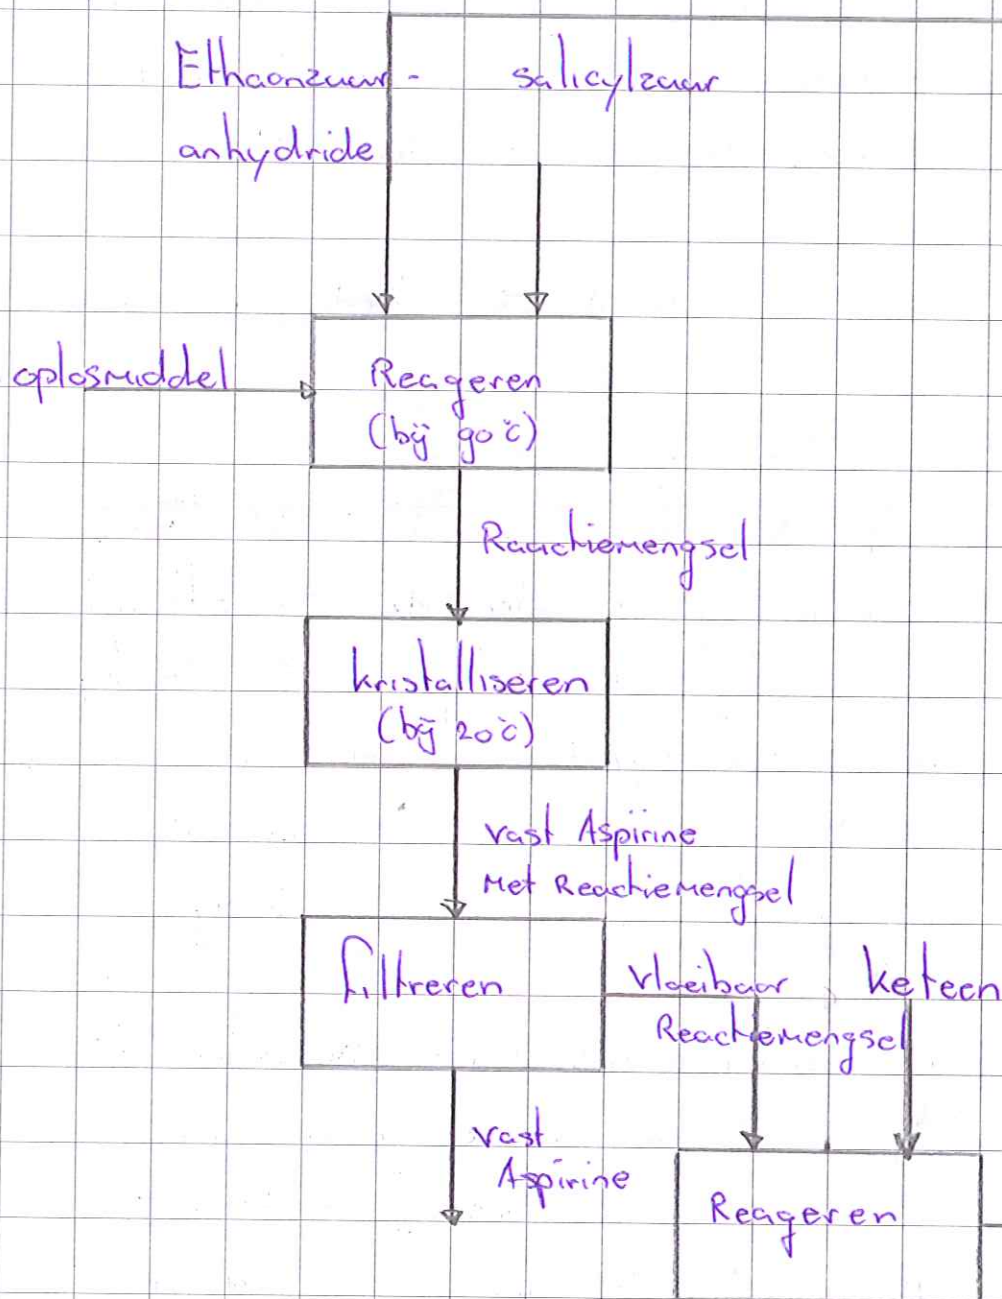 Ethaanzuur-
anhydride
salicylzuur
oplosmiddel
Reageren
(bij 90°c)
Raactiemengsel
kristalliseren
(bij 20°c)
vast Aspirine
Met Reactiemengsel
filtreren
Vloeibaar
Reactiemengsel
keteen
vast
Aspirine
Reageren